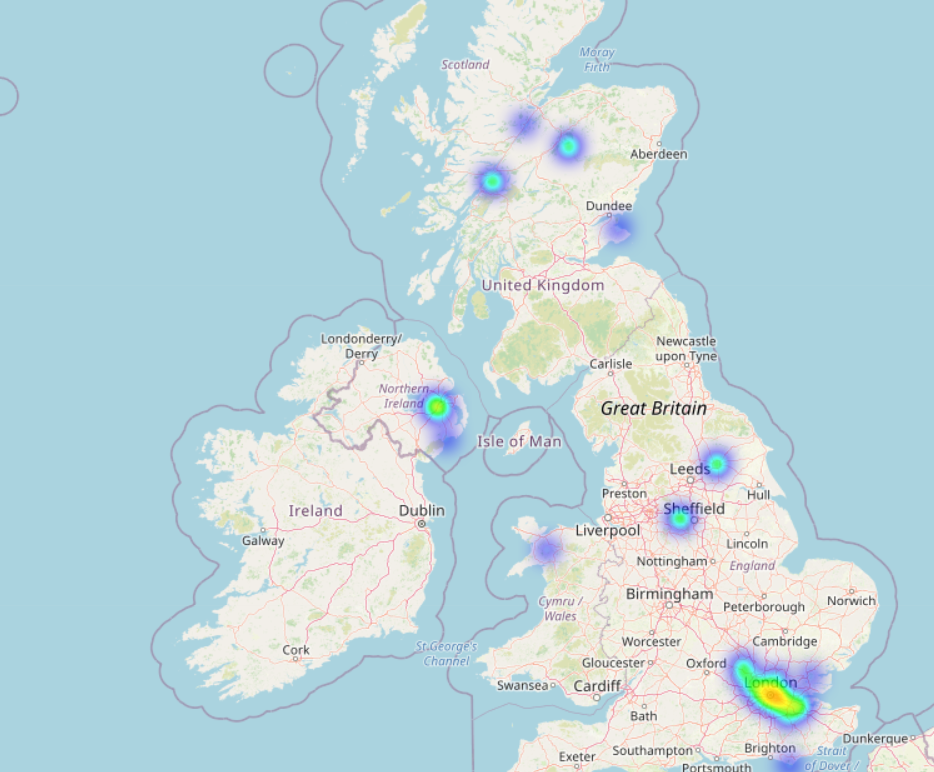 Moray
Firth
Scotland
Aberdeen
Dundee
United Kingdom
Londonderry/
Derry
Newcastle
upon Tyne
Carlisle
Northern
Ireland
Great Britain
Isle of Man
Leeds
Preston
Hull
Sheffield
Ireland
Dublin
Liverpool
Galway
Lincoln
Nottingham
England
Birmingham
Peterborough
Norwich
Cymru /
Wales
Worcester
Cambridge
St George's
Channel
Cork
Gloucester
Oxford
London
Swansea
Cardiff
Bath
Dunkerque
Exeter
Southampton
Brighton
Strait
of Dover /
Portsmouth